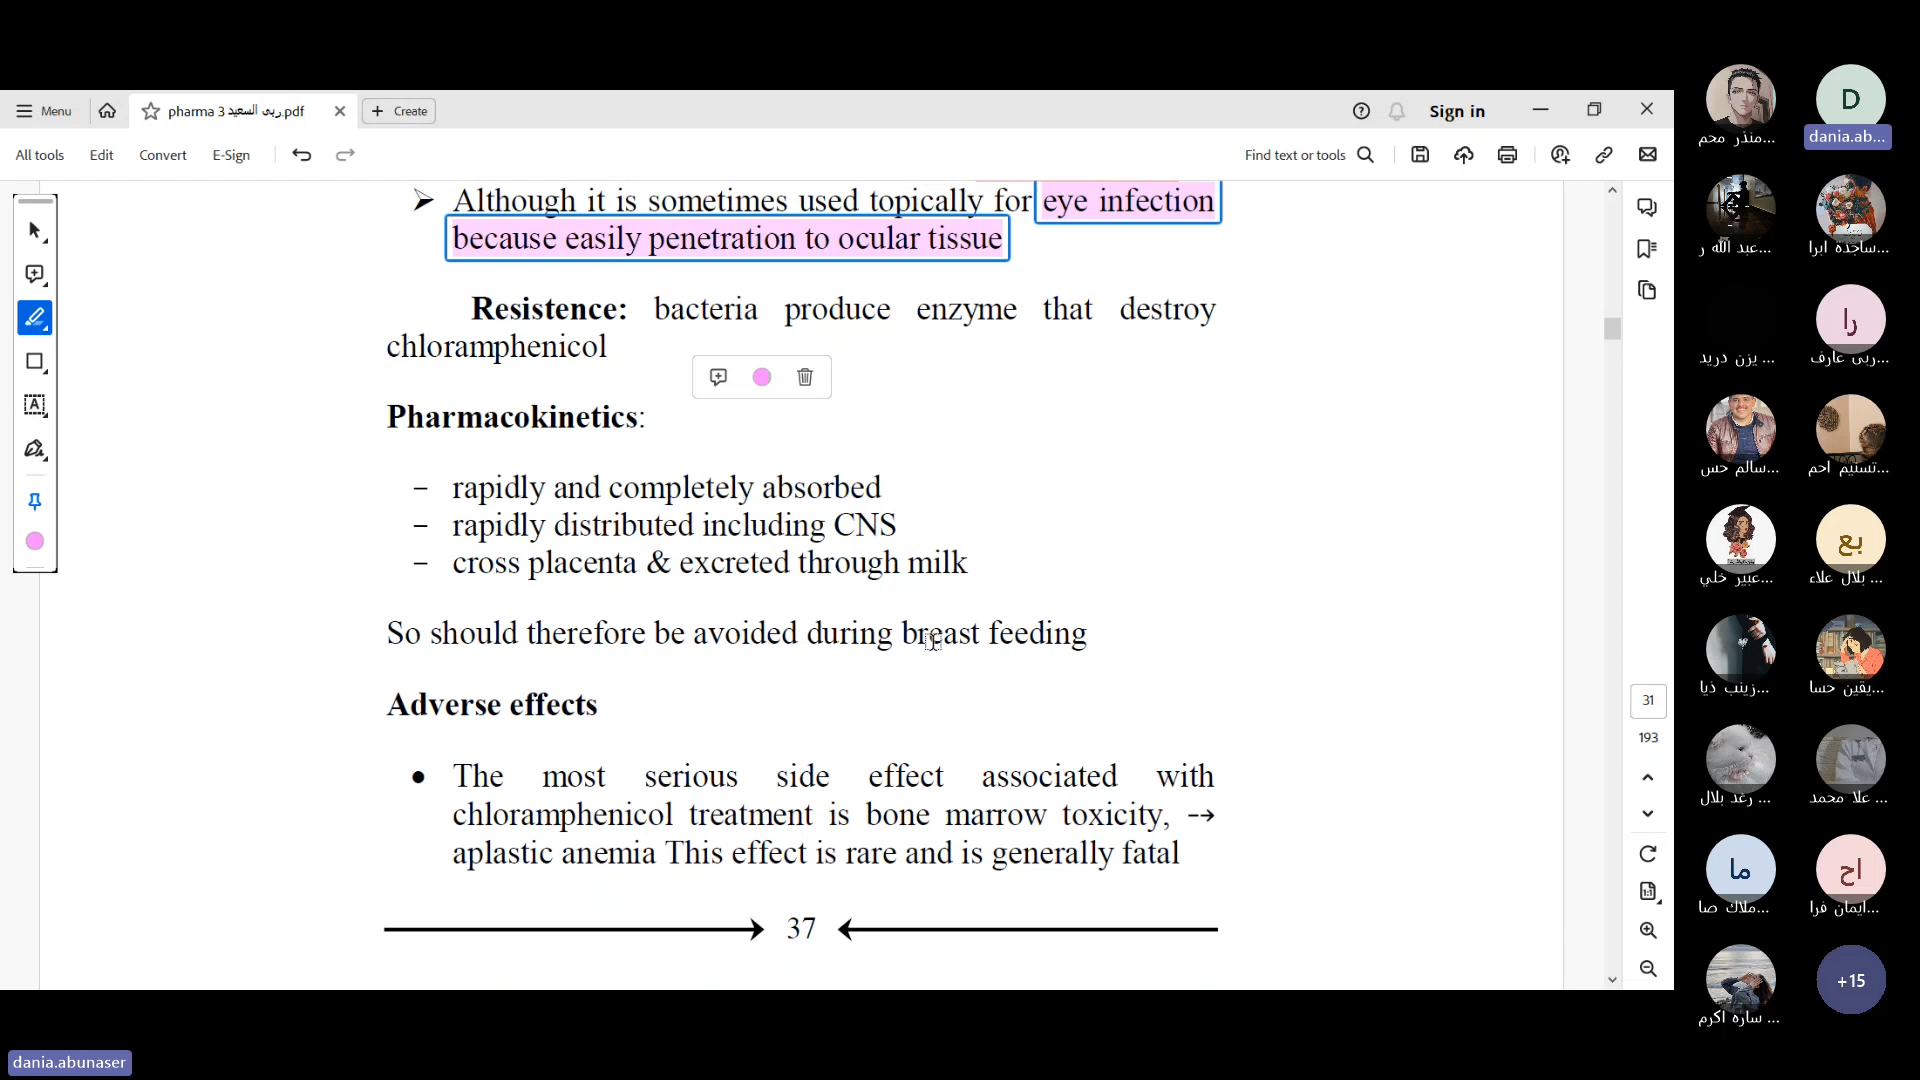 Menu
pharma 3 ربى السعيد.pdf
Create
Sign in
All tools
Edit
Convert
E-Sign
Find text or tools
➢ Although it is sometimes used topically for eye infection
because easily penetration to ocular tissue
Resistence: bacteria produce enzyme that destroy
chloramphenicol
Pharmacokinetics:
− rapidly and completely absorbed
− rapidly distributed including CNS
− cross placenta & excreted through milk
So should therefore be avoided during breast feeding
Adverse effects
● The most serious side effect associated with
chloramphenicol treatment is bone marrow toxicity, →
aplastic anemia This effect is rare and is generally fatal
37
31
193
منذر محم...
D
dania.ab...
عبد الله ر...
ساجدة ابرا...
يزن دريد ...
را
ربى عارف...
سالم حس...
تسنيم احم...
عبير خلي...
بع
بلال علاء ...
زينب ذيا...
يقين حسا...
رغد بلال ...
علا محمد ...
ما
ملاك صا...
اح
ايمان فرا...
ساره اكرم ...
+15
dania.abunaser